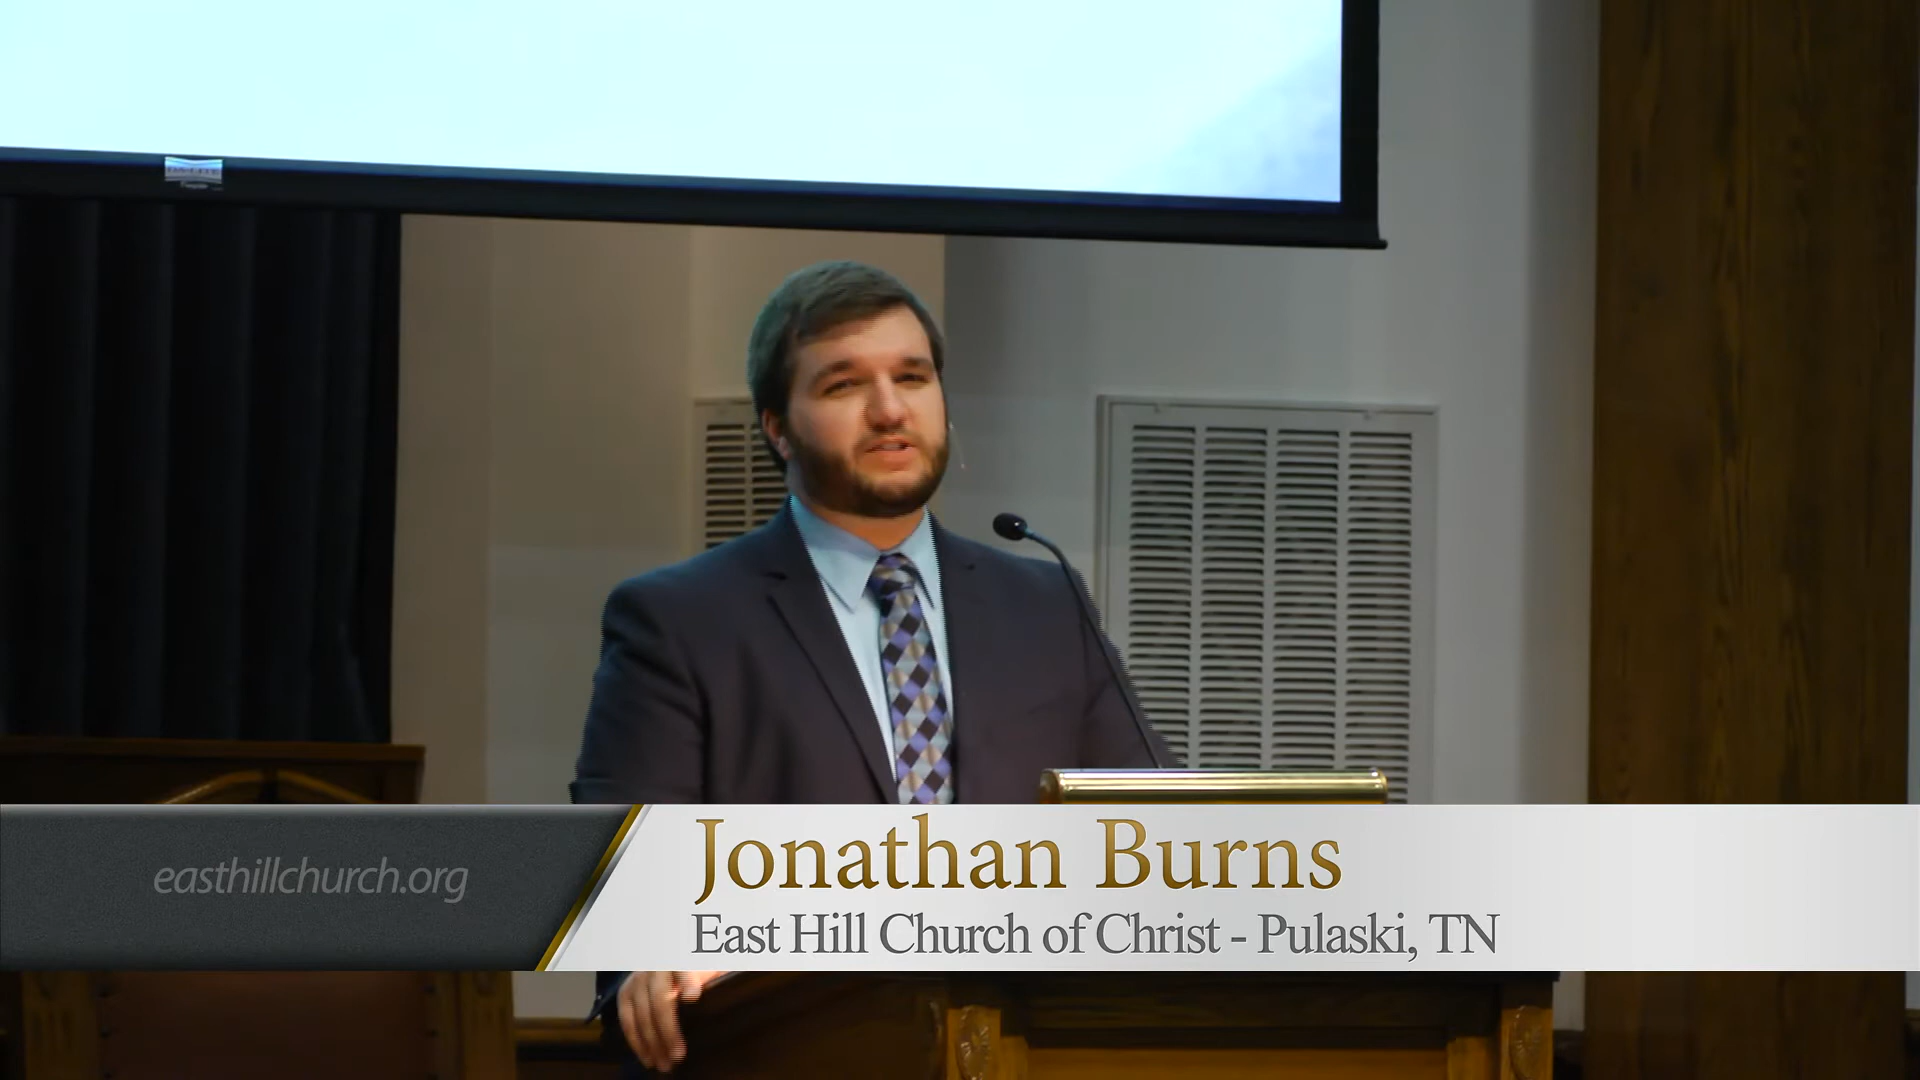 easthillchurch.org
Jonathan Burns
East Hill Church of Christ - Pulaski, TN